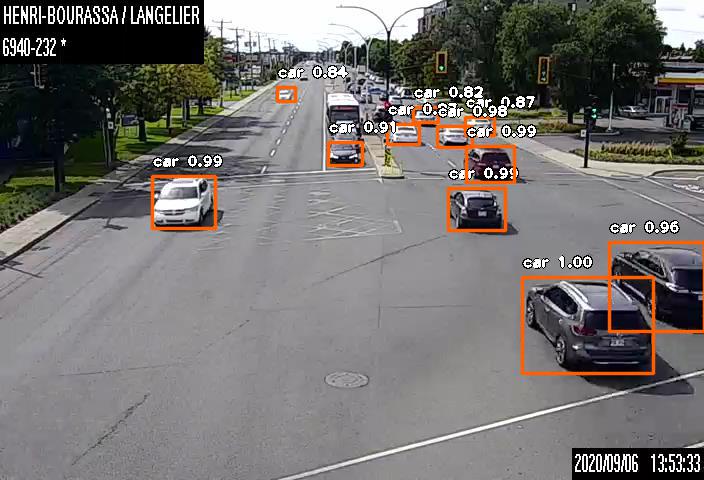 HENRI-BOURASSA / LANGELIER
6940-232 *
car 0.84
car 0.82
car 0.87
car 0.98
car 0.91
car 0.99
car 0.99
car 0.99
car 0.96
car 1.00
2020/09/06 13:53:33